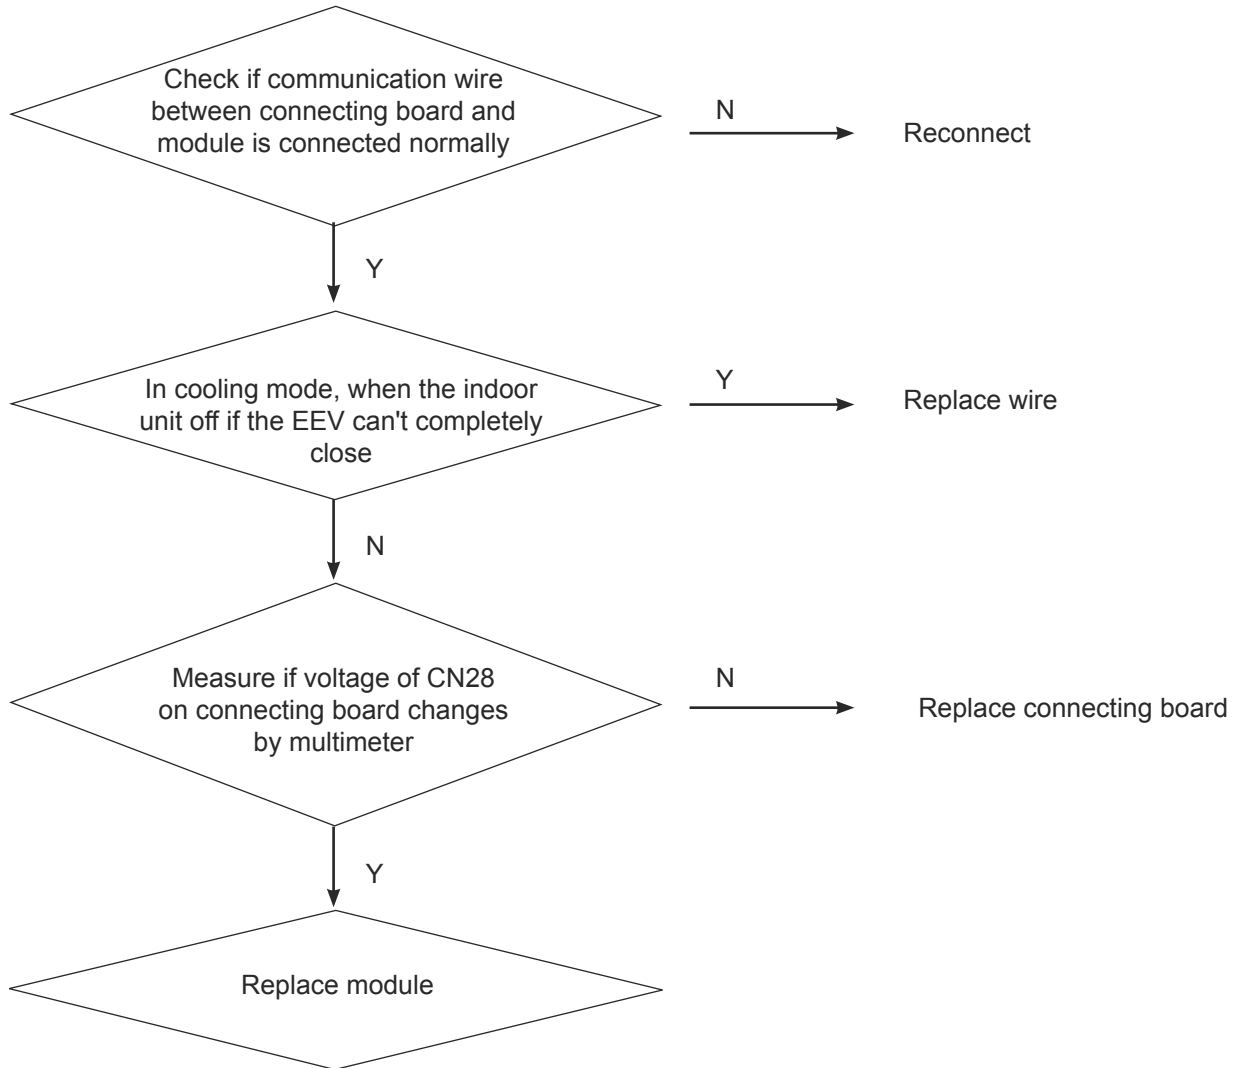 Check if communication wire
between connecting board and
module is connected normally
N
Reconnect
Y
In cooling mode, when the indoor
unit off if the EEV can't completely
close
Y
Replace wire
N
Measure if voltage of CN28
on connecting board changes
by multimeter
N
Replace connecting board
Y
Replace module